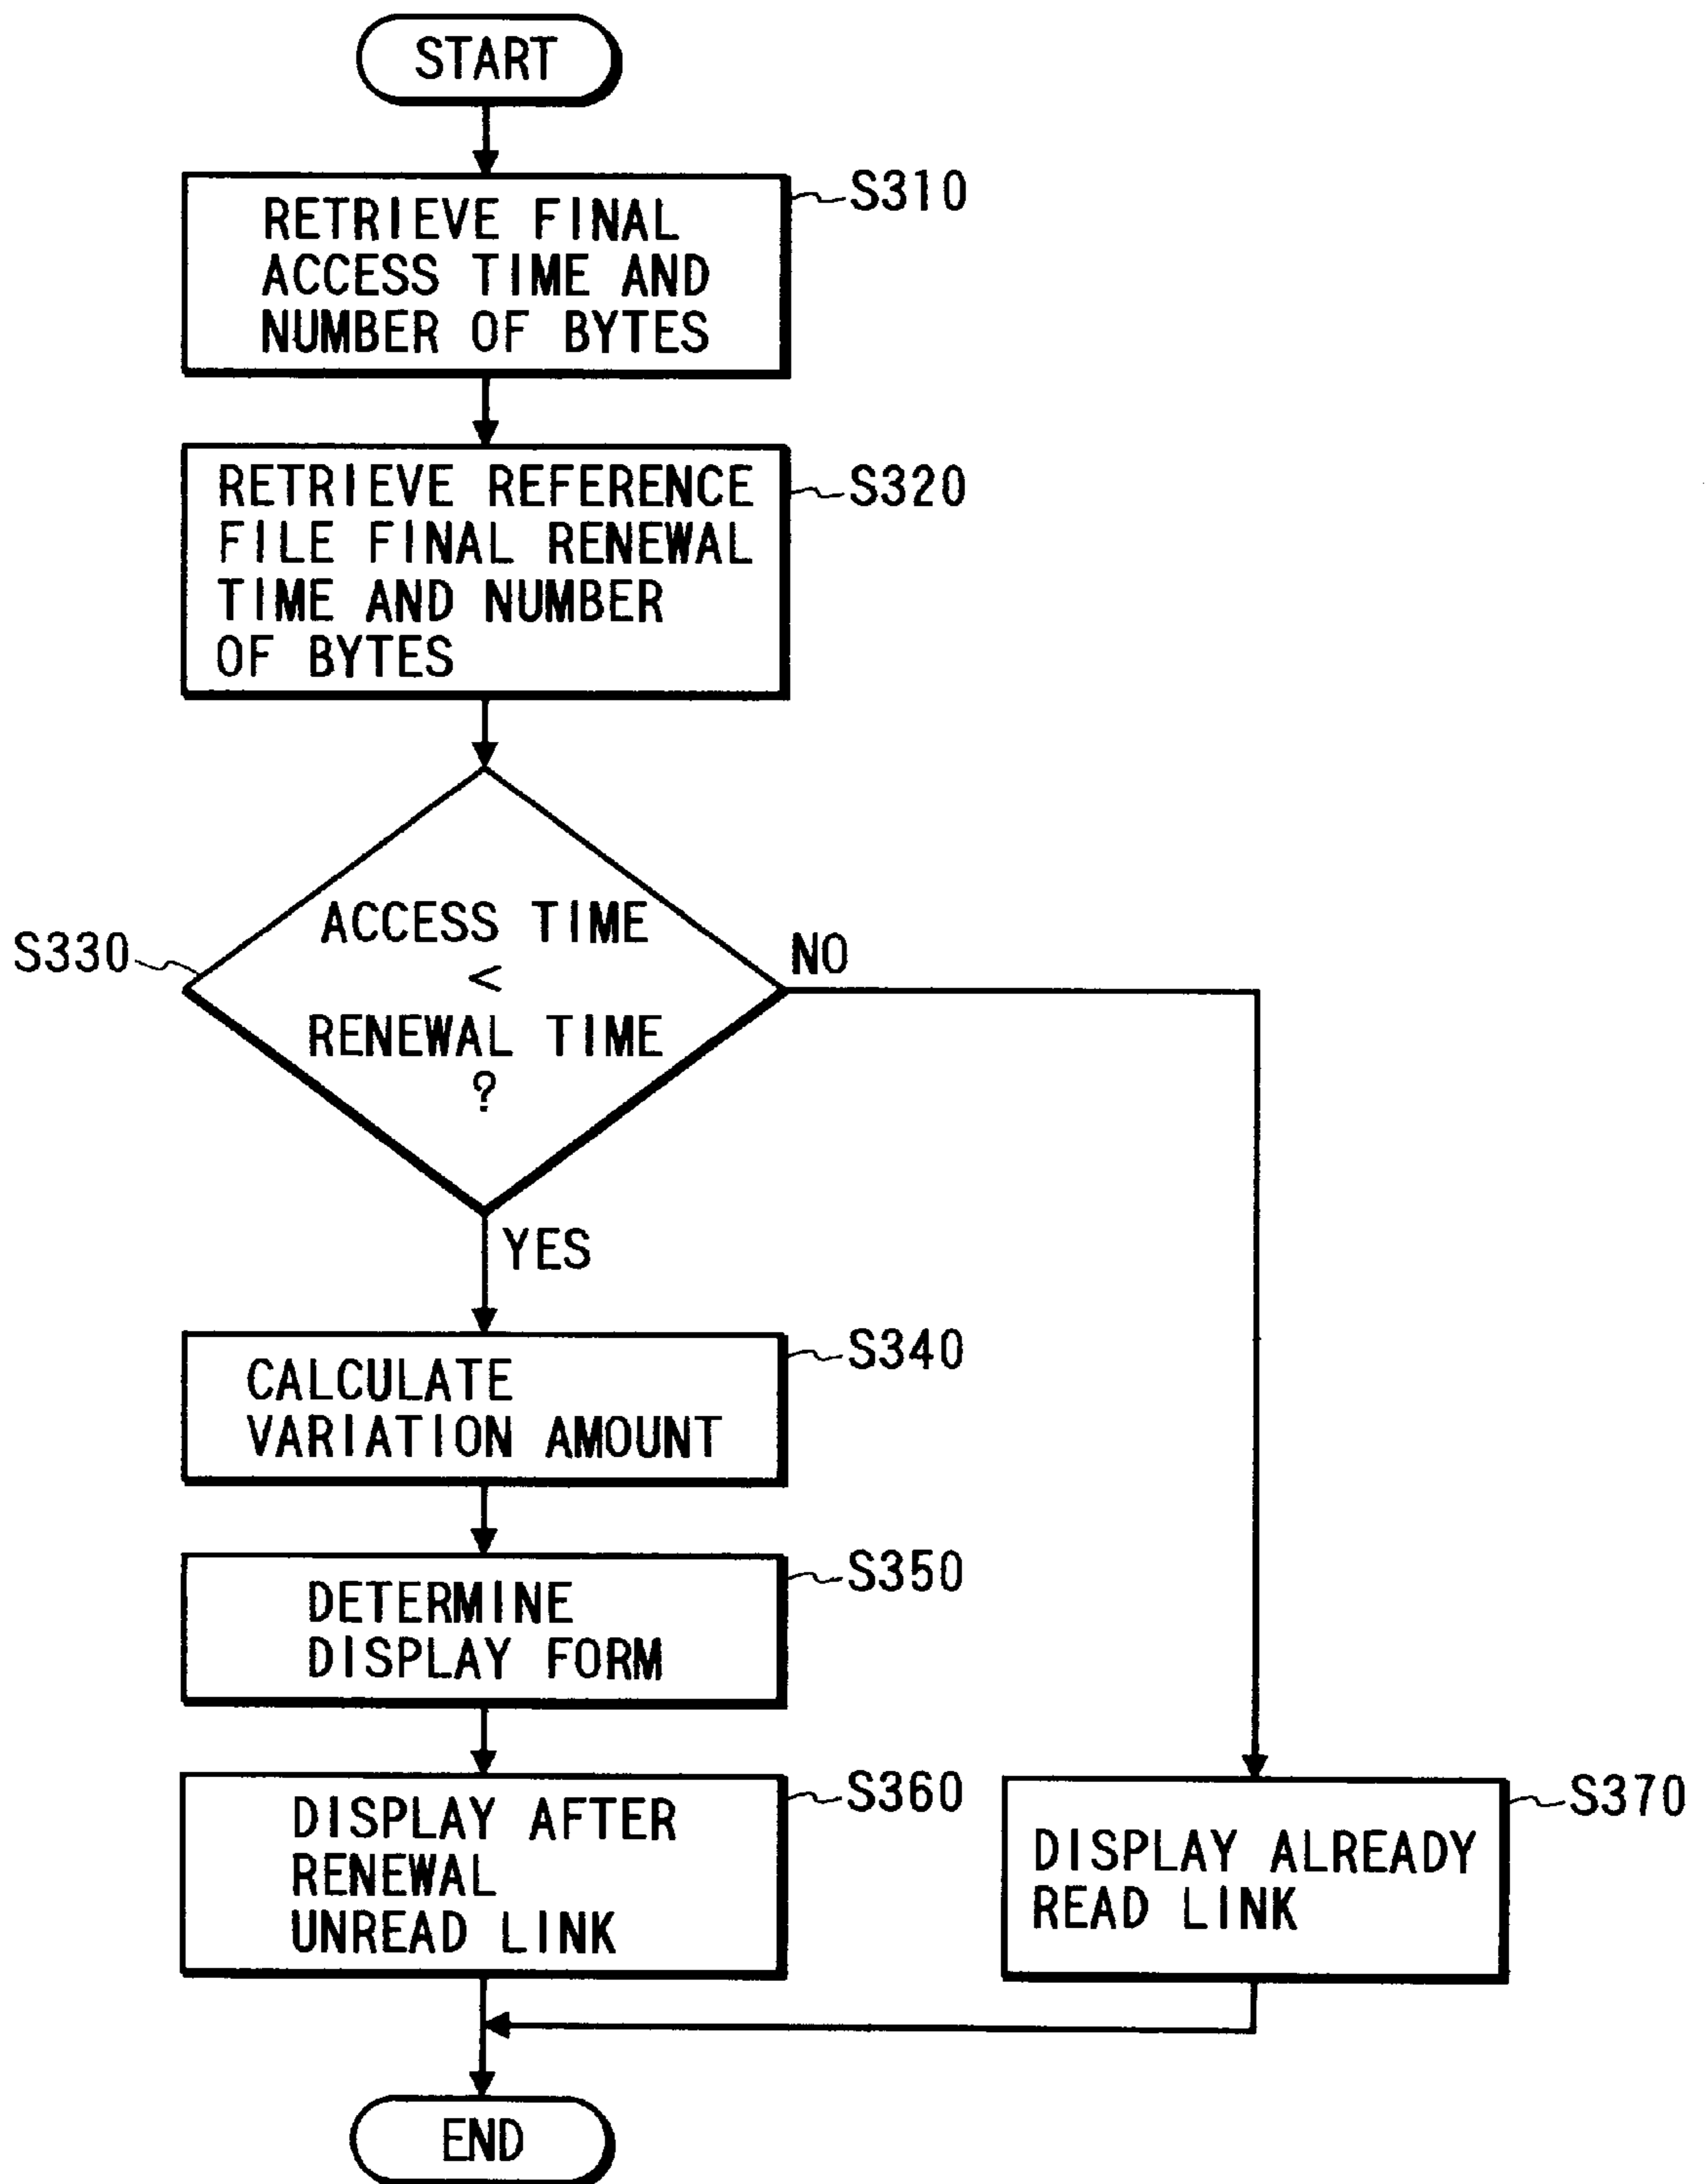 START
RETRIEVE FINAL
ACCESS TIME AND
NUMBER OF BYTES
S310
RETRIEVE REFERENCE
FILE FINAL RENEWAL
TIME AND NUMBER
OF BYTES
S320
ACCESS TIME
<
RENEWAL TIME
?
S330
NO
YES
CALCULATE
VARIATION AMOUNT
S340
DETERMINE
DISPLAY FORM
S350
DISPLAY AFTER
RENEWAL
UNREAD LINK
S360
DISPLAY ALREADY
READ LINK
S370
END